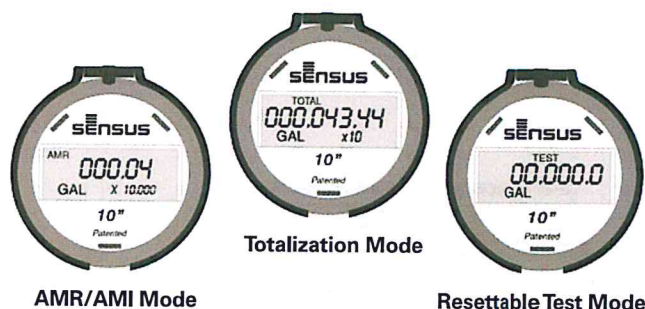 sensus
AMR
000.04
GAL X 10.000
10"
Patented
AMR/AMI Mode
sensus
TOTAL
000,043.44
GAL x10
10"
Patented
Totalization Mode
sensus
TEST
00.000.0
GAL
10"
Patented
Resettable Test Mode